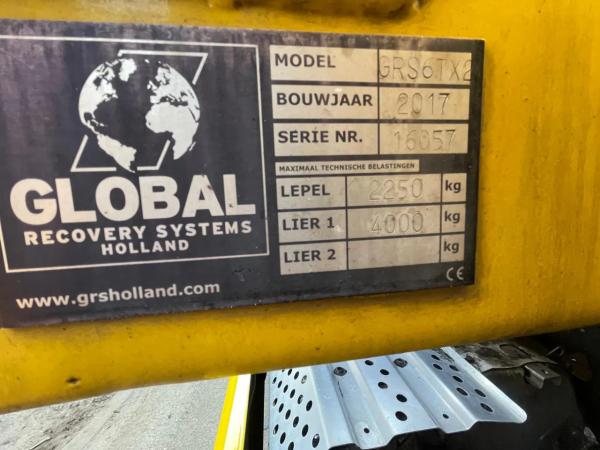 GLOBAL
RECOVERY SYSTEMS
HOLLAND
www.grsholland.com
MODEL GRS6TX2
BOUWJAAR 2017
SERIE NR. 16057
MAXIMAAL TECHNISCHE BELASTINGEN
LEPEL 2250 kg
LIER 1 4000 kg
LIER 2 kg
CE